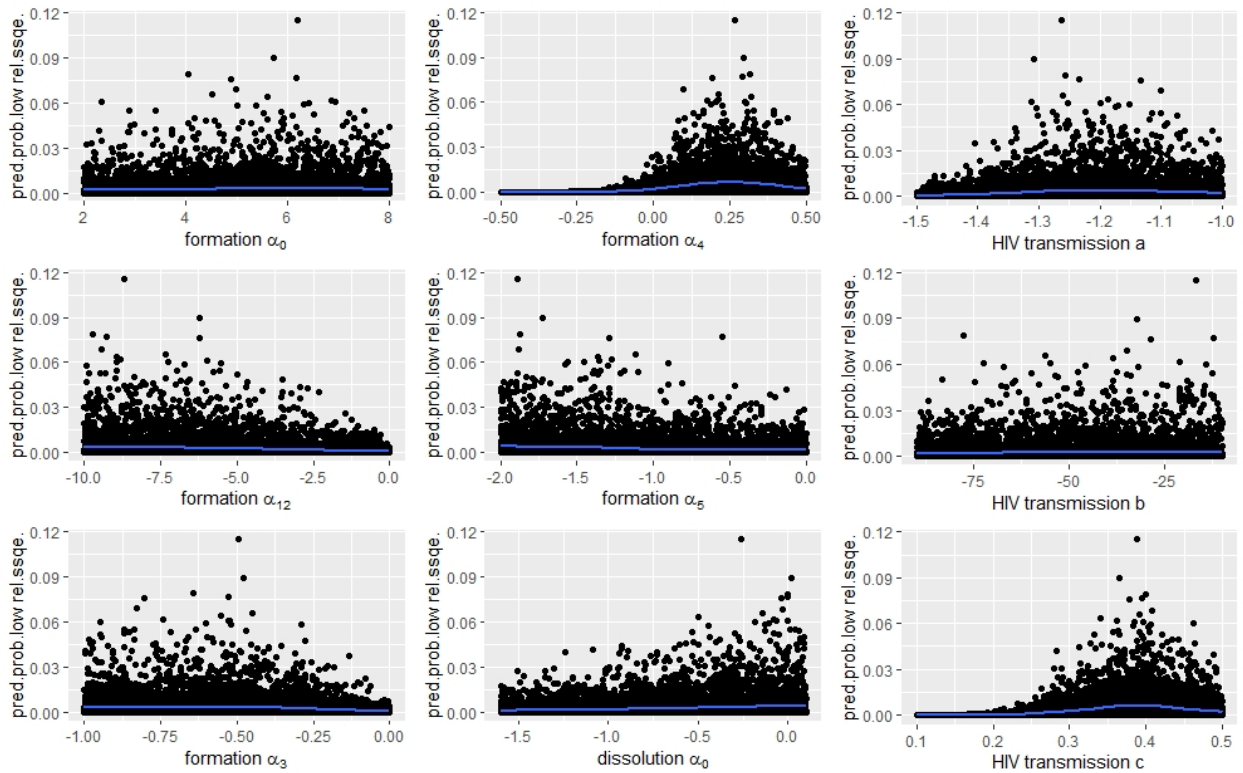 pred.prob.low rel.ssqe.
0.12
0.09
0.06
0.03
0.00
2 4 6 8
formation α0
pred.prob.low rel.ssqe.
0.12
0.09
0.06
0.03
0.00
-0.50 -0.25 0.00 0.25 0.50
formation α4
pred.prob.low rel.ssqe.
0.12
0.09
0.06
0.03
0.00
-1.5 -1.4 -1.3 -1.2 -1.1 -1.0
HIV transmission a
pred.prob.low rel.ssqe.
0.12
0.09
0.06
0.03
0.00
-10.0 -7.5 -5.0 -2.5 0.0
formation α12
pred.prob.low rel.ssqe.
0.12
0.09
0.06
0.03
0.00
-2.0 -1.5 -1.0 -0.5 0.0
formation α5
pred.prob.low rel.ssqe.
0.12
0.09
0.06
0.03
0.00
-75 -50 -25
HIV transmission b
pred.prob.low rel.ssqe.
0.12
0.09
0.06
0.03
0.00
-1.00 -0.75 -0.50 -0.25 0.00
formation α3
pred.prob.low rel.ssqe.
0.12
0.09
0.06
0.03
0.00
-1.5 -1.0 -0.5 0.0
dissolution α0
pred.prob.low rel.ssqe.
0.12
0.09
0.06
0.03
0.00
0.1 0.2 0.3 0.4 0.5
HIV transmission c